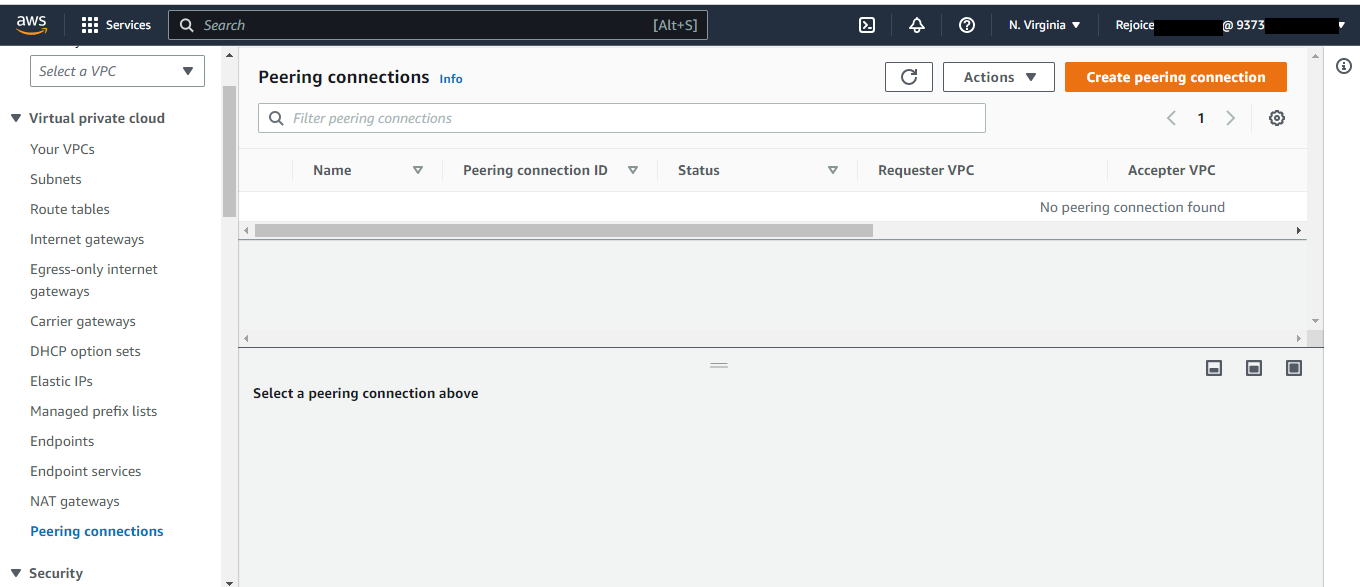 aws
Services
Search
[Alt+S]
N. Virginia
Rejoice @ 9373
Select a VPC
Virtual private cloud
Your VPCs
Subnets
Route tables
Internet gateways
Egress-only internet
gateways
Carrier gateways
DHCP option sets
Elastic IPs
Managed prefix lists
Endpoints
Endpoint services
NAT gateways
Peering connections
Security
Peering connections Info
Actions
Create peering connection
Filter peering connections
1
Name Peering connection ID Status Requester VPC Accepter VPC
No peering connection found
Select a peering connection above